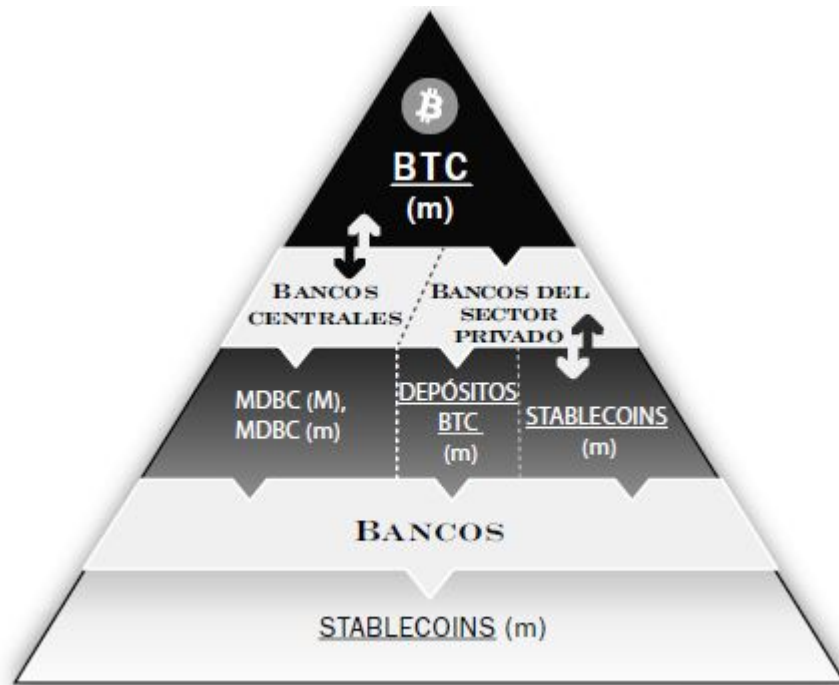 BTC
(m)
BANCOS
CENTRALES
BANCOS DEL
SECTOR
PRIVADO
MDBC (M),
MDBC (m)
DEPÓSITOS
BTC
(m)
STABLECOINS
(m)
BANCOS
STABLECOINS (m)